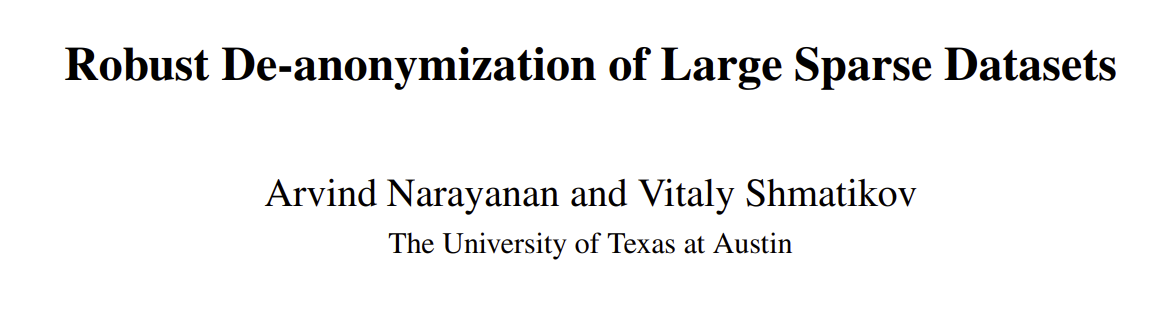 Robust De-anonymization of Large Sparse Datasets
Arvind Narayanan and Vitaly Shmatikov
The University of Texas at Austin